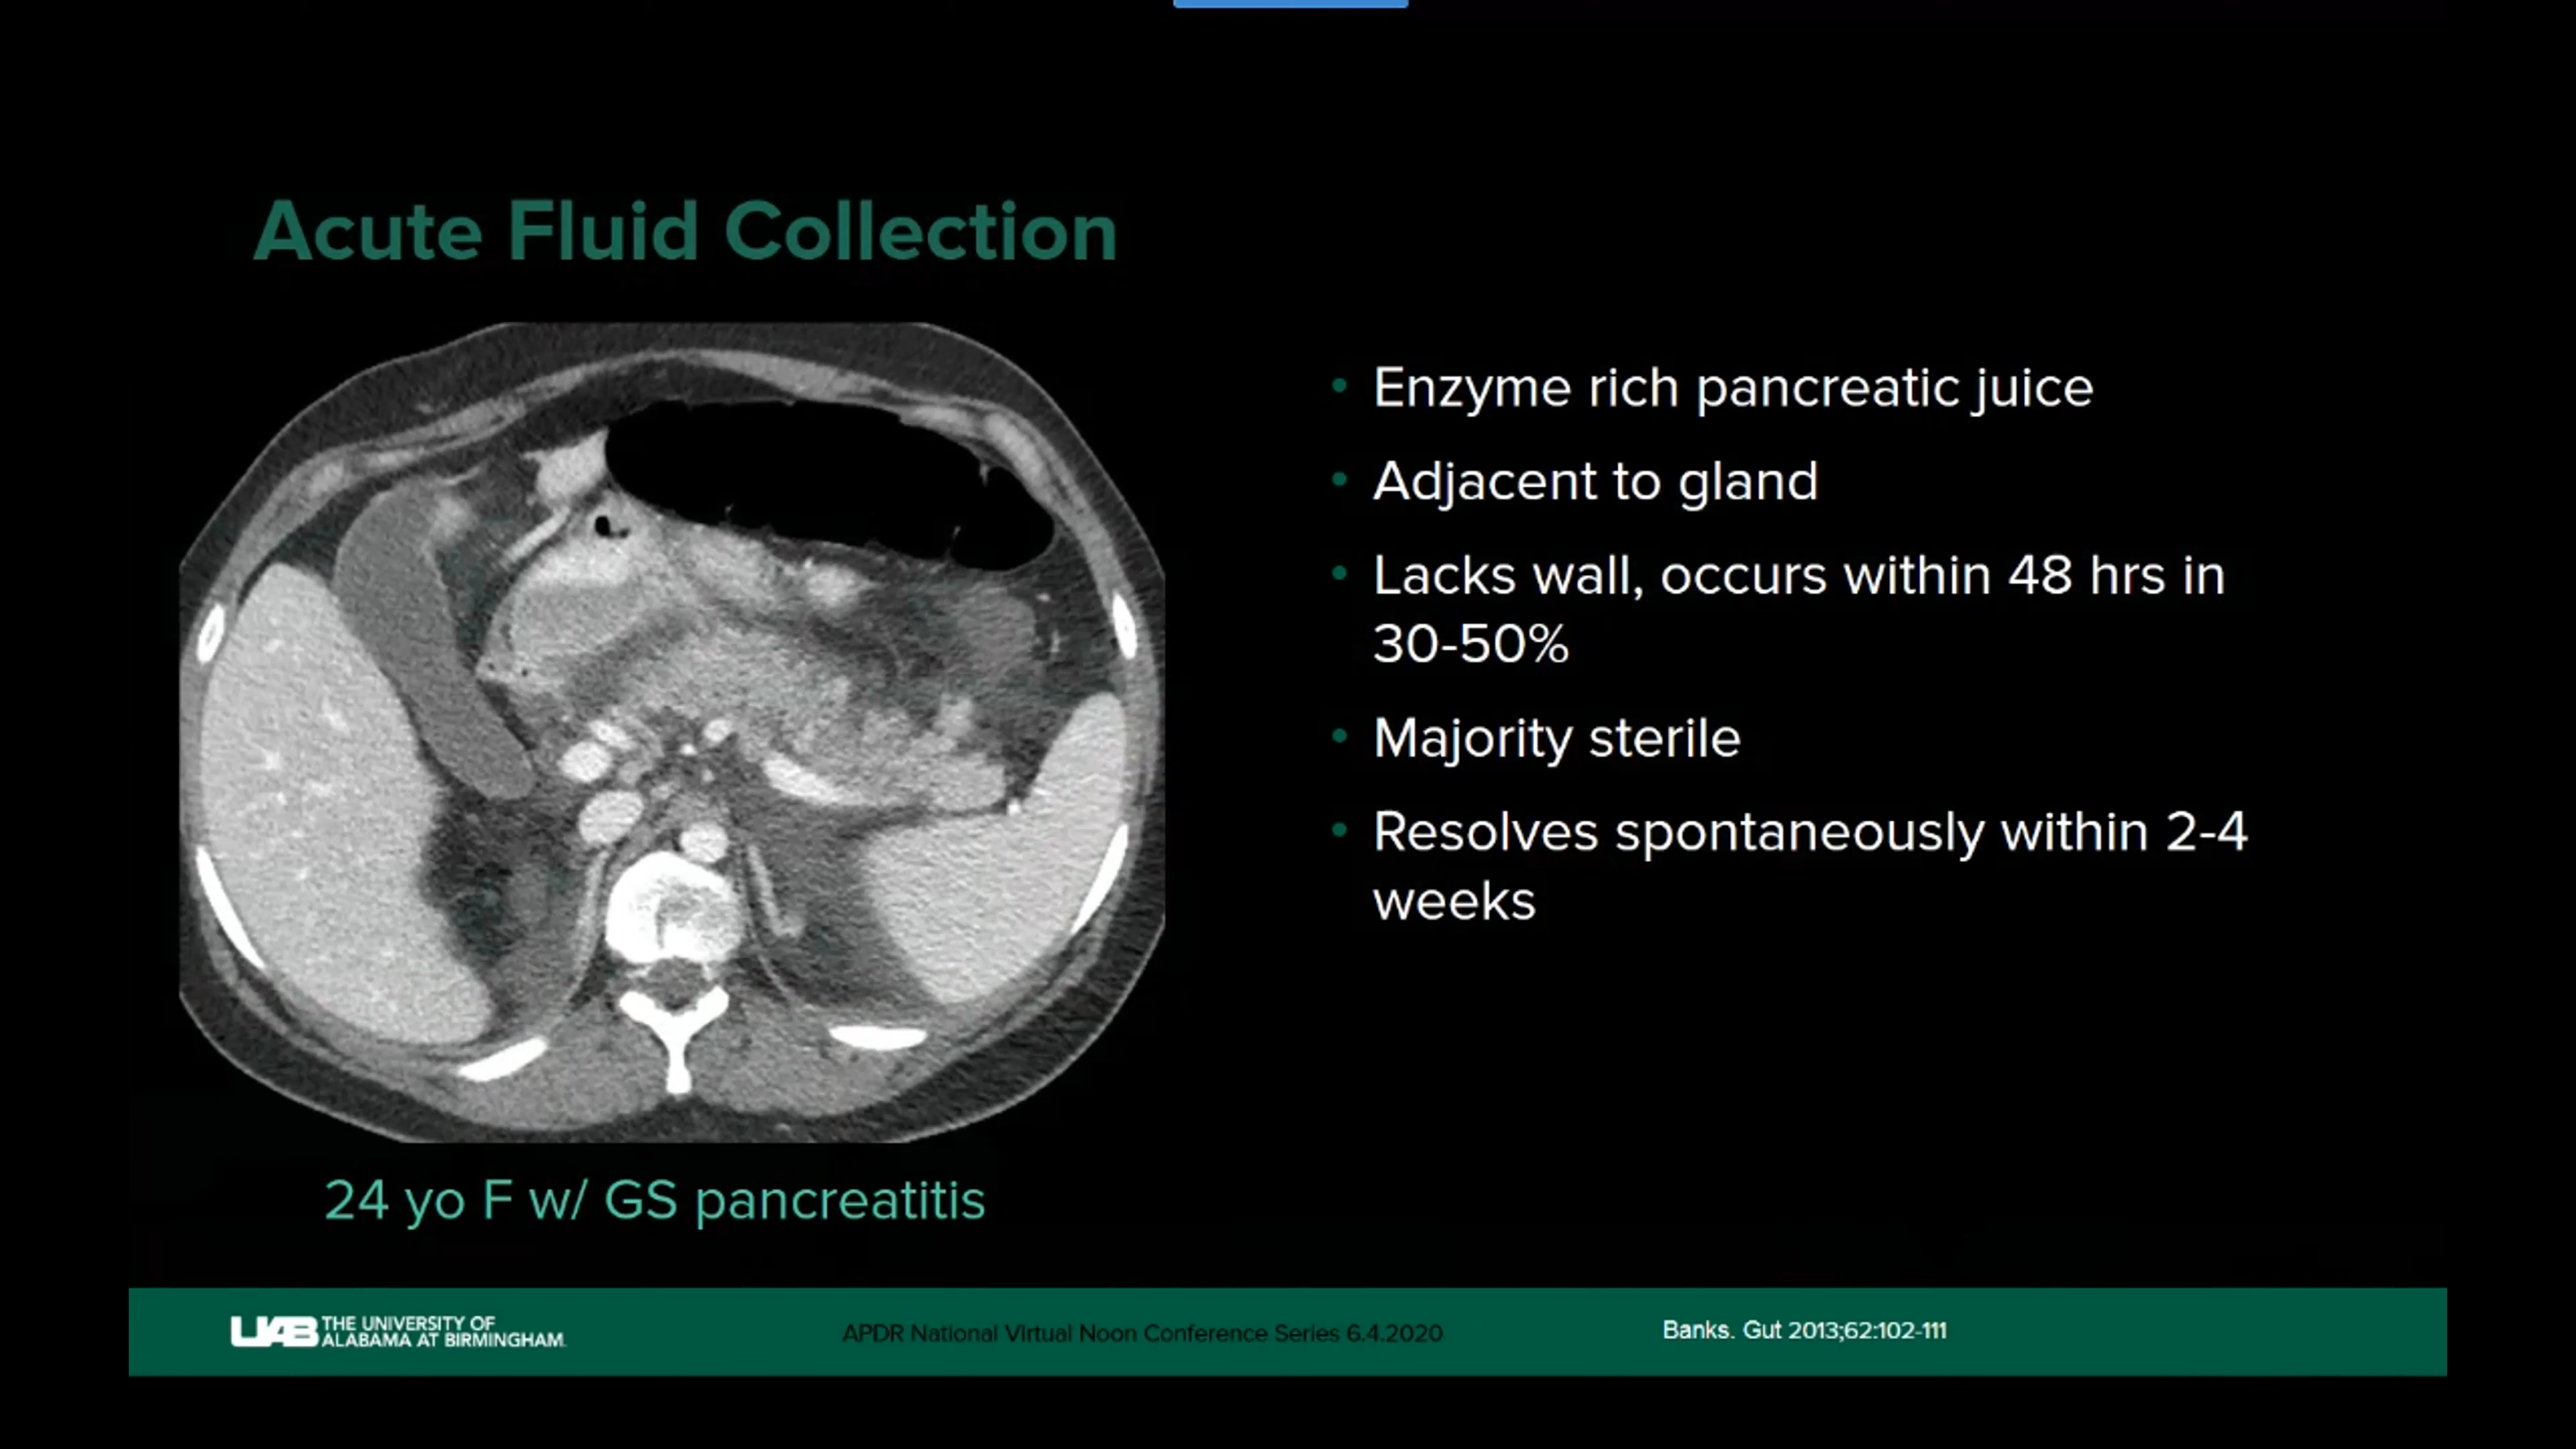 Acute Fluid Collection
• Enzyme rich pancreatic juice
• Adjacent to gland
• Lacks wall, occurs within 48 hrs in
30-50%
• Majority sterile
• Resolves spontaneously within 2-4
weeks
24 yo F w/ GS pancreatitis
UAB THE UNIVERSITY OF
ALABAMA AT BIRMINGHAM.
APDR National Virtual Noon Conference Series 6.4.2020
Banks. Gut 2013;62:102-111